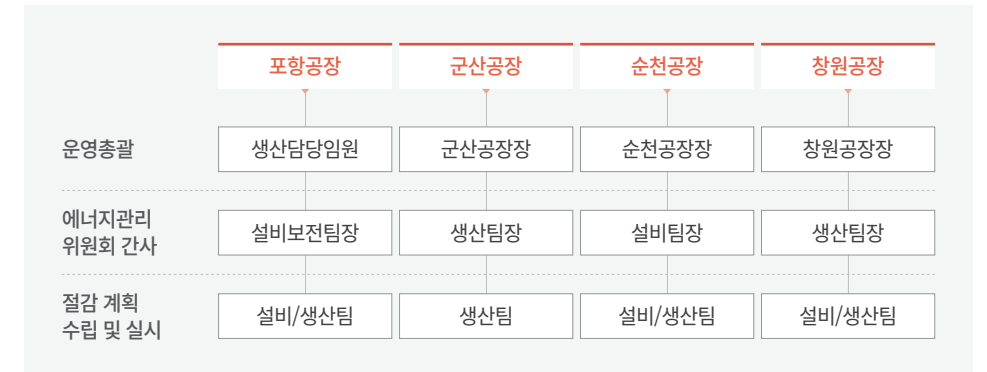 포항공장 군산공장 순천공장 창원공장
운영총괄 생산담당임원 군산공장장 순천공장장 창원공장장
에너지관리
위원회 간사 설비보전팀장 생산팀장 설비팀장 생산팀장
절감 계획
수립 및 실시 설비/생산팀 생산팀 설비/생산팀 설비/생산팀